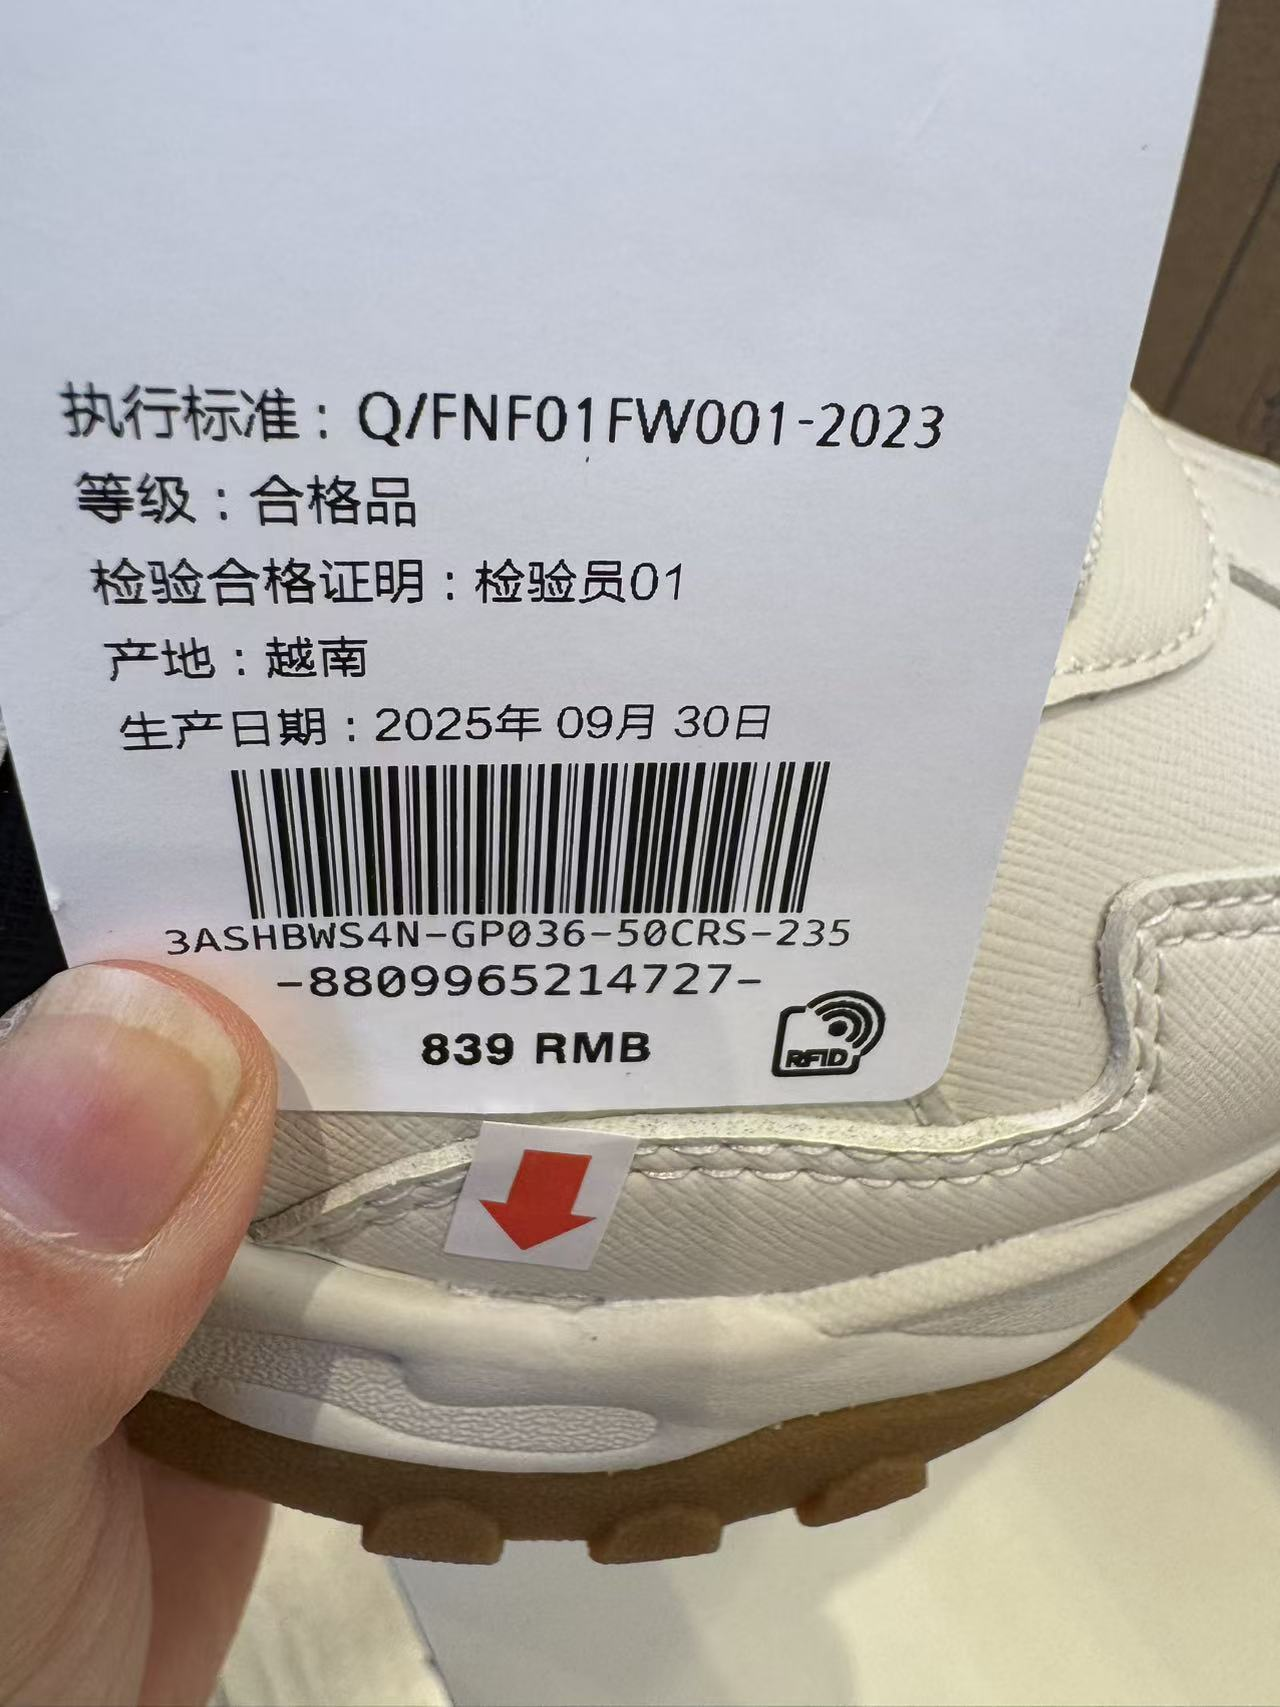 执行标准：Q/FNF01FW001-2023
等级：合格品
检验合格证明：检验员01
产地：越南
生产日期：2025年 09月 30日
3ASHBWS4N-GP036-50CRS-235
-8809965214727-
839 RMB
RFID